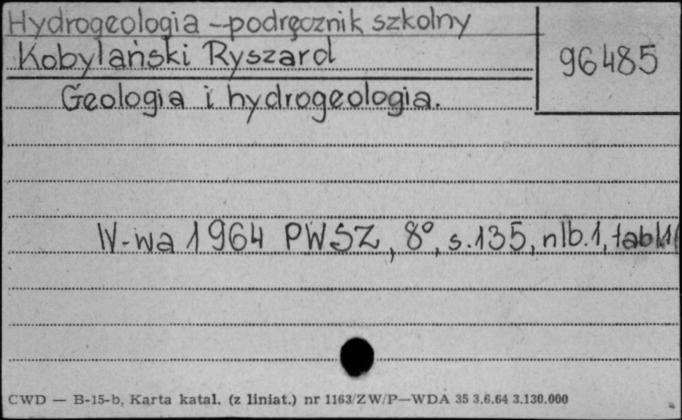 Hydrogeologia - podręcznik szkolny
Kobylański Ryszard
96485
Geologia i hydrogeologia.
W-wa 1964 PWSZ, 8°, s.135, nlb.1,
CWD — B-15-b, Karta katal. (z liniat.) nr 1163/ZW/P—WDA 35 3.6.64 3.130.000